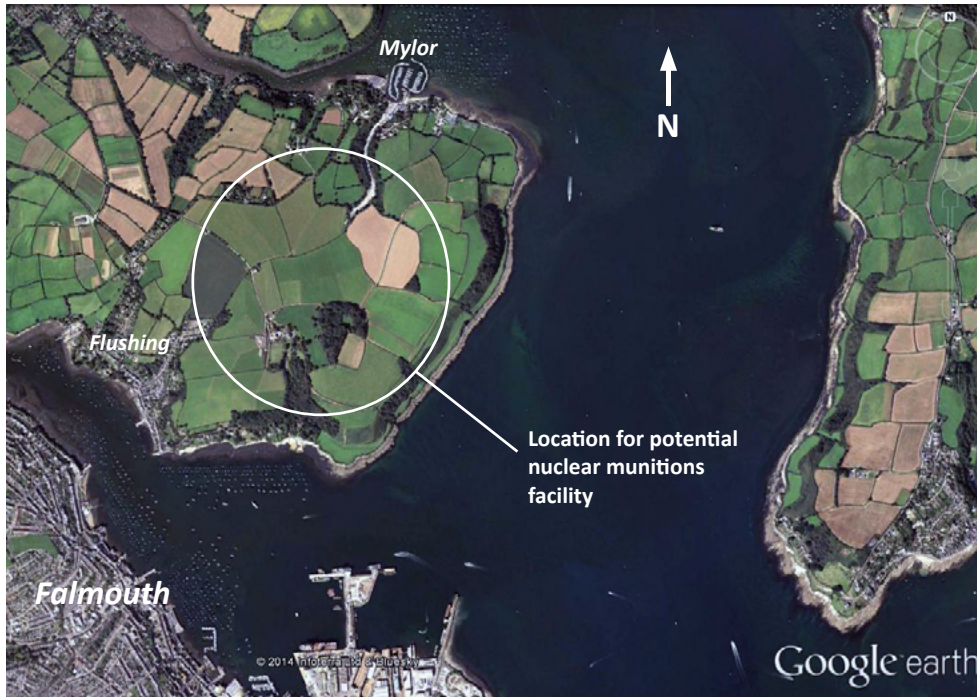 Mylor
N
N
Flushing
Location for potential
nuclear munitions
facility
Falmouth
© 2014 Infoterra Ltd & Bluesky
Google earth